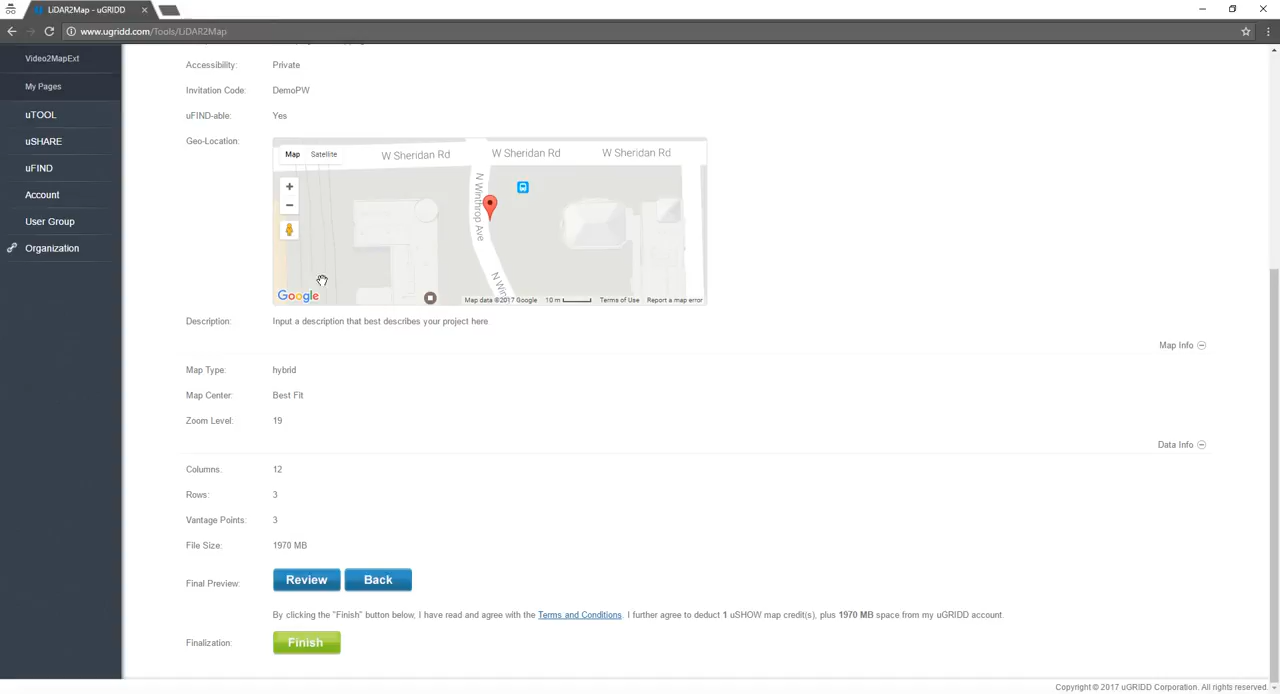 LiDAR2Map - uGRIDD
www.ugridd.com/Tools/LiDAR2Map
Video2MapExt
My Pages
uTOOL
uSHARE
uFIND
Account
User Group
Organization
Accessibility: Private
Invitation Code: DemoPW
uFIND-able: Yes
Geo-Location:
Map Satellite
W Sheridan Rd W Sheridan Rd W Sheridan Rd
N Winthrop Ave
Google
Map data ©2017 Google 10 m Terms of Use Report a map error
Description: Input a description that best describes your project here
Map Info
Map Type: hybrid
Map Center: Best Fit
Zoom Level: 19
Data Info
Columns: 12
Rows: 3
Vantage Points: 3
File Size: 1970 MB
Final Preview: Review Back
By clicking the "Finish" button below, I have read and agree with the Terms and Conditions. I further agree to deduct 1 uSHOW map credit(s), plus 1970 MB space from my uGRIDD account.
Finalization: Finish
Copyright © 2017 uGRIDD Corporation. All rights reserved.